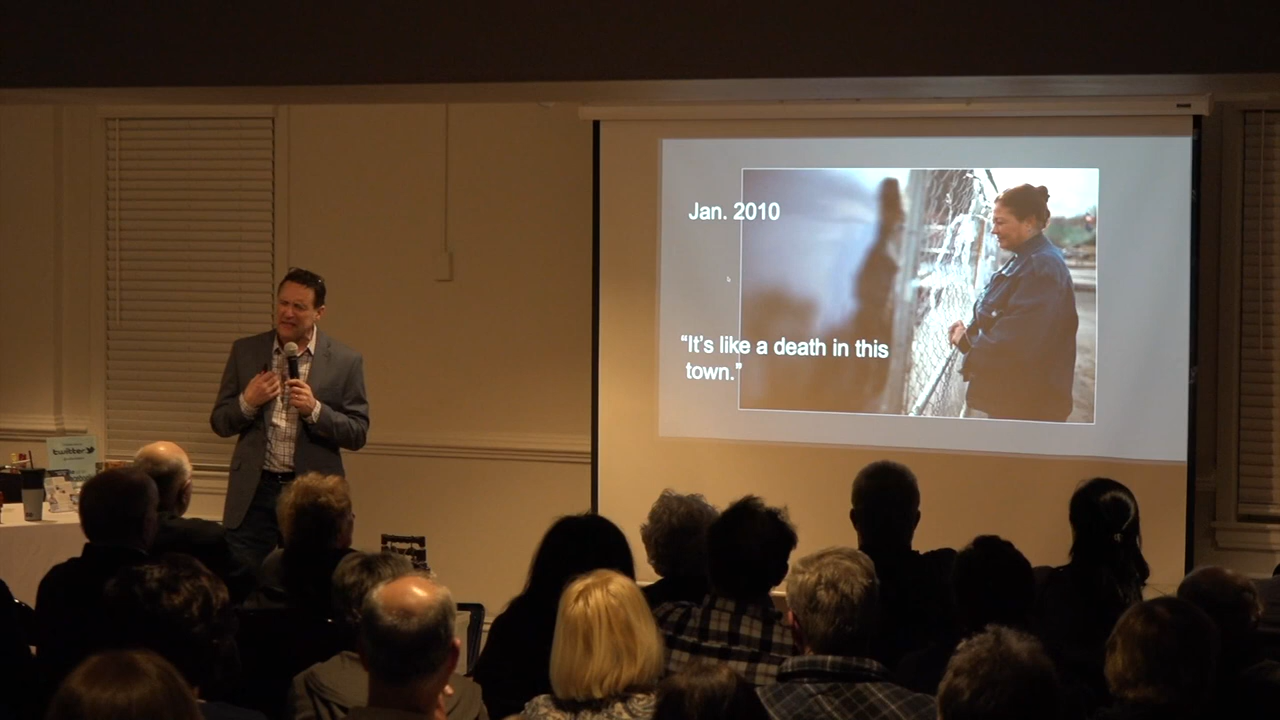 Jan. 2010
“It’s like a death in this
town.”
twitter